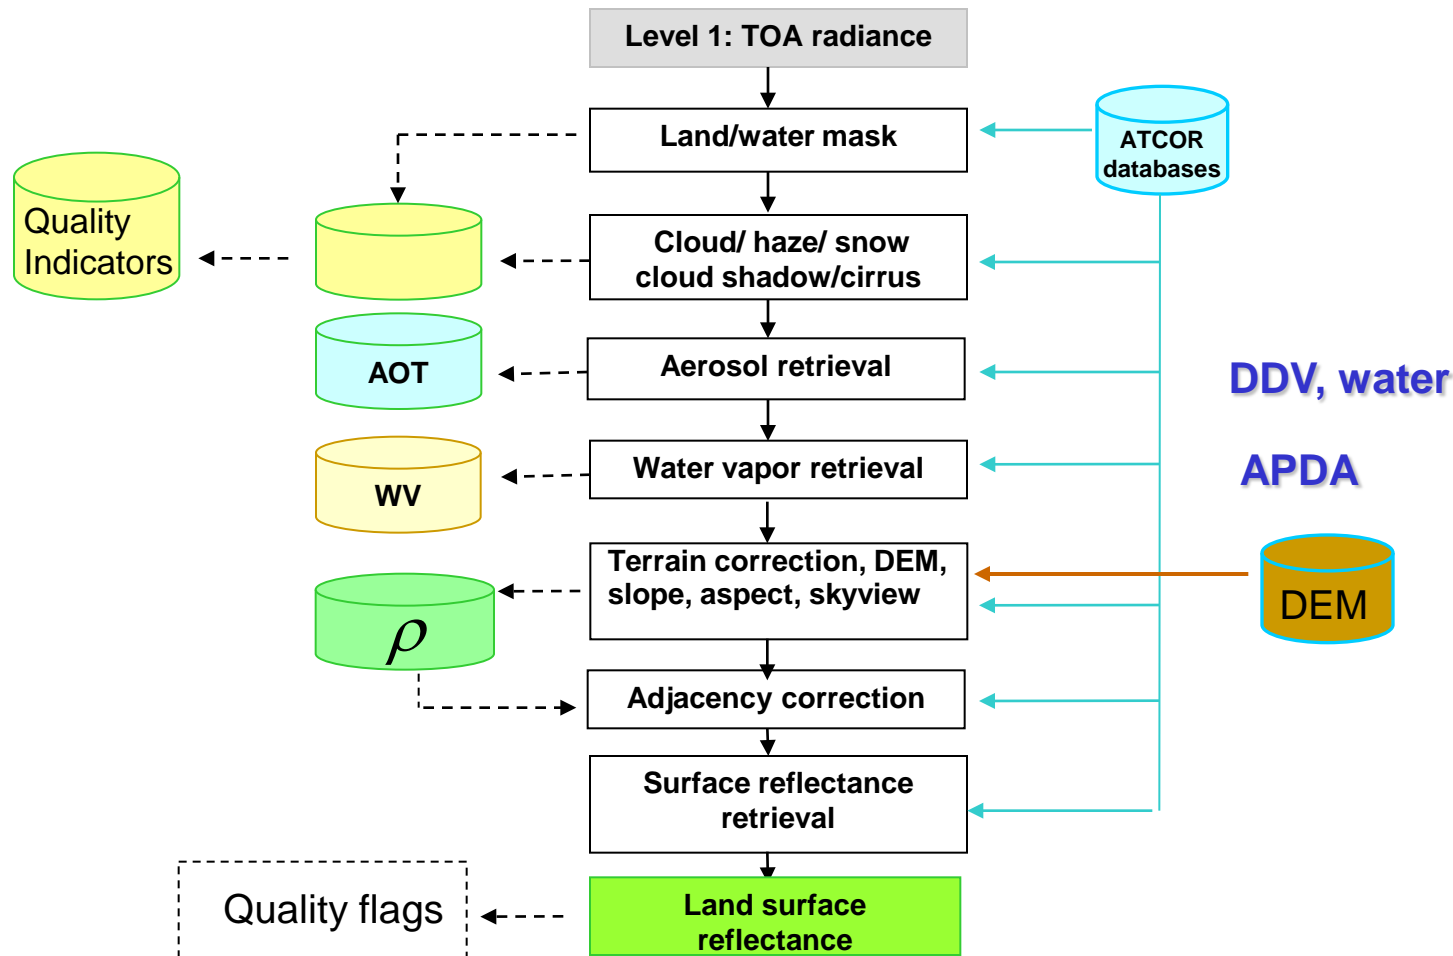 Level 1: TOA radiance
Land/water mask
ATCOR
databases
Quality
Indicators
Cloud/ haze/ snow
cloud shadow/cirrus
AOT
Aerosol retrieval
DDV, water
WV
Water vapor retrieval
APDA
Terrain correction, DEM,
slope, aspect, skyview
DEM
ρ
Adjacency correction
Surface reflectance
retrieval
Quality flags
Land surface
reflectance